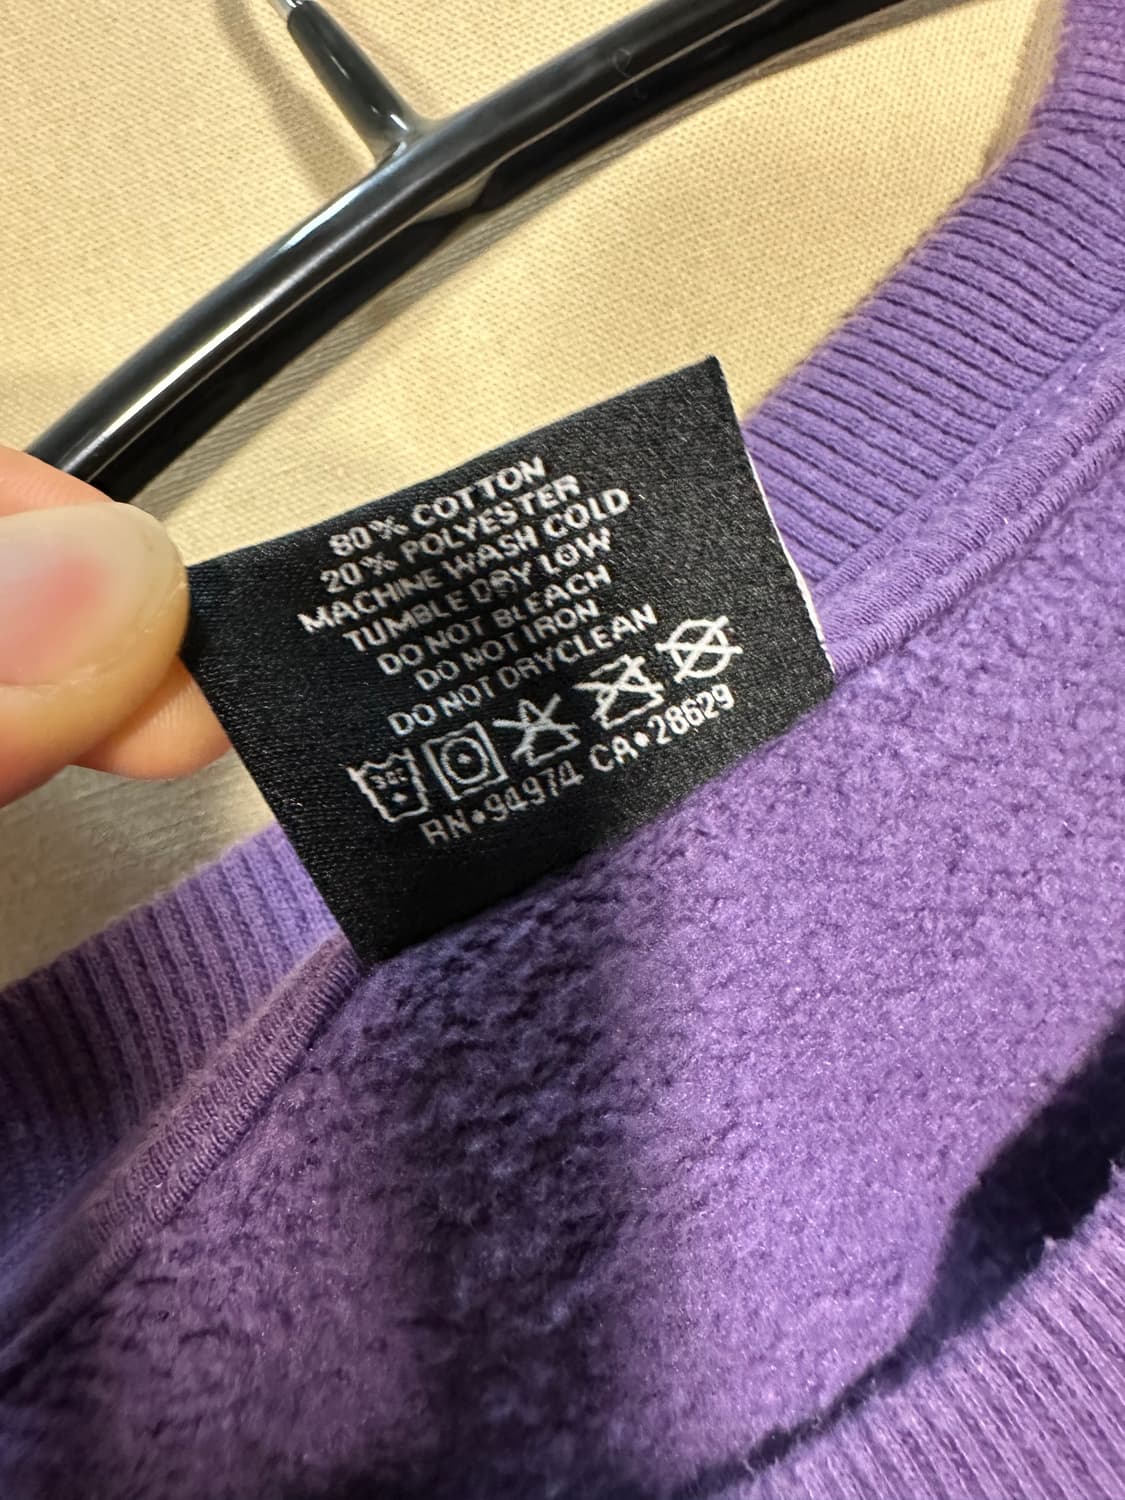 80% COTTON
20% POLYESTER
MACHINE WASH COLD
TUMBLE DRY LOW
DO NOT BLEACH
DO NOT IRON
DO NOT DRYCLEAN
RN•94974 CA•28629